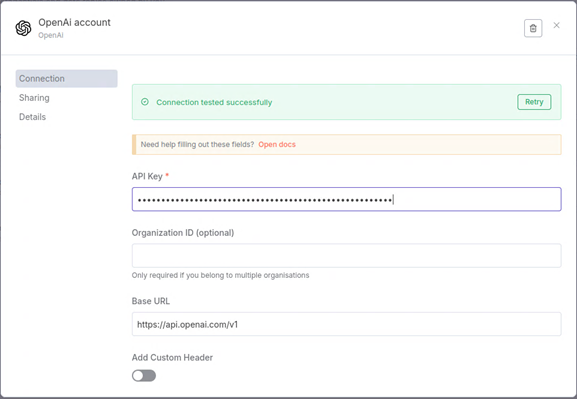 OpenAi account
OpenAi
Connection
Sharing
Details
Connection tested successfully
Retry
Need help filling out these fields? Open docs
API Key *
Organization ID (optional)
Only required if you belong to multiple organisations
Base URL
https://api.openai.com/v1
Add Custom Header